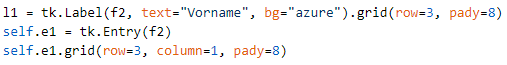 l1 = tk.Label(f2, text="Vorname", bg="azure").grid(row=3, pady=8)
self.e1 = tk.Entry(f2)
self.e1.grid(row=3, column=1, pady=8)